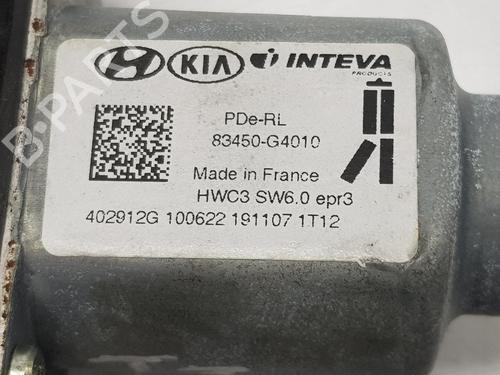 HYUNDAI KIA INTEVA
PRODUCTS
PDe-RL
83450-G4010
Made in France
HWC3 SW6.0 epr3
402912G 100622 191107 1T12
B-PARTS